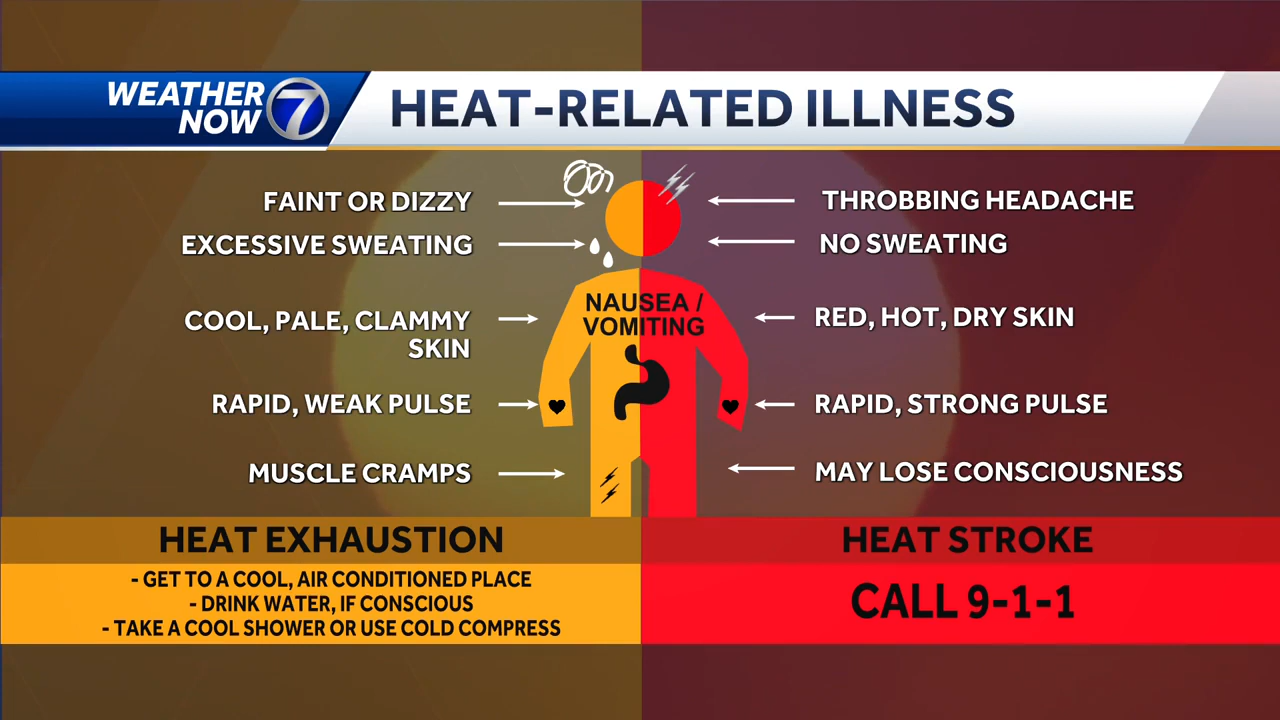 WEATHER
NOW 7
HEAT-RELATED ILLNESS
FAINT OR DIZZY
EXCESSIVE SWEATING
COOL, PALE, CLAMMY
SKIN
RAPID, WEAK PULSE
MUSCLE CRAMPS
NAUSEA /
VOMITING
THROBBING HEADACHE
NO SWEATING
RED, HOT, DRY SKIN
RAPID, STRONG PULSE
MAY LOSE CONSCIOUSNESS
HEAT EXHAUSTION
- GET TO A COOL, AIR CONDITIONED PLACE
- DRINK WATER, IF CONSCIOUS
- TAKE A COOL SHOWER OR USE COLD COMPRESS
HEAT STROKE
CALL 9-1-1